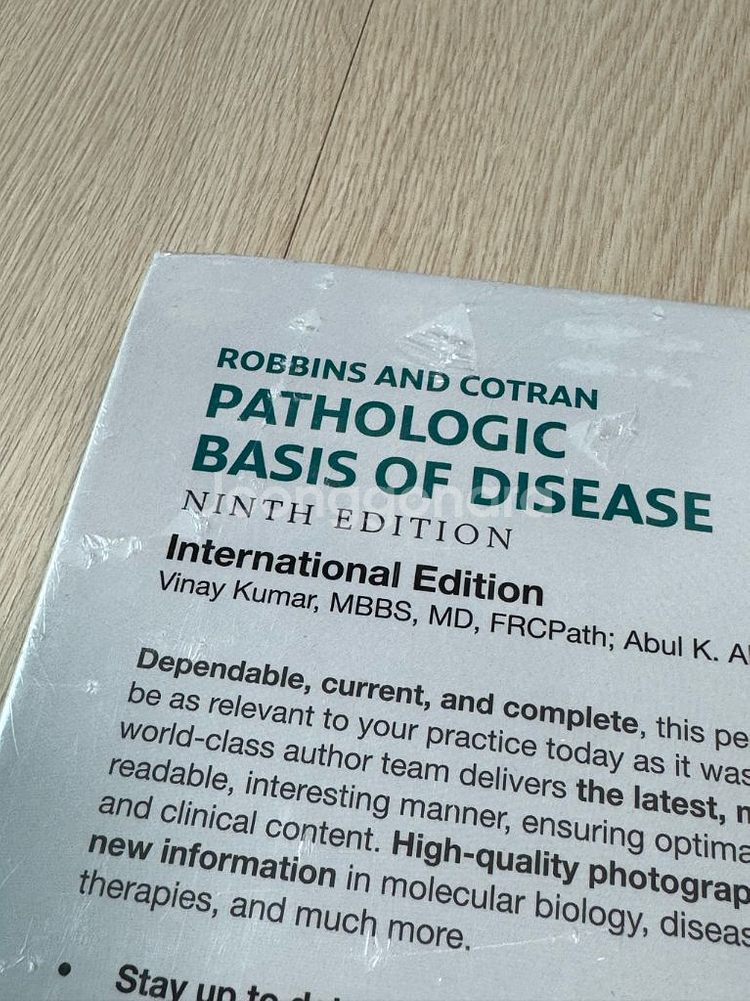 ROBBINS AND COTRAN
PATHOLOGIC
BASIS OF DISEASE
NINTH EDITION
International Edition
Vinay Kumar, MBBS, MD, FRCPath; Abul K.
Dependable, current, and complete, this
be as relevant to your practice today as it was
world-class author team delivers the latest,
readable, interesting manner, ensuring
and clinical content. High-quality
new information in molecular biology,
therapies, and much more.
• Stay up to